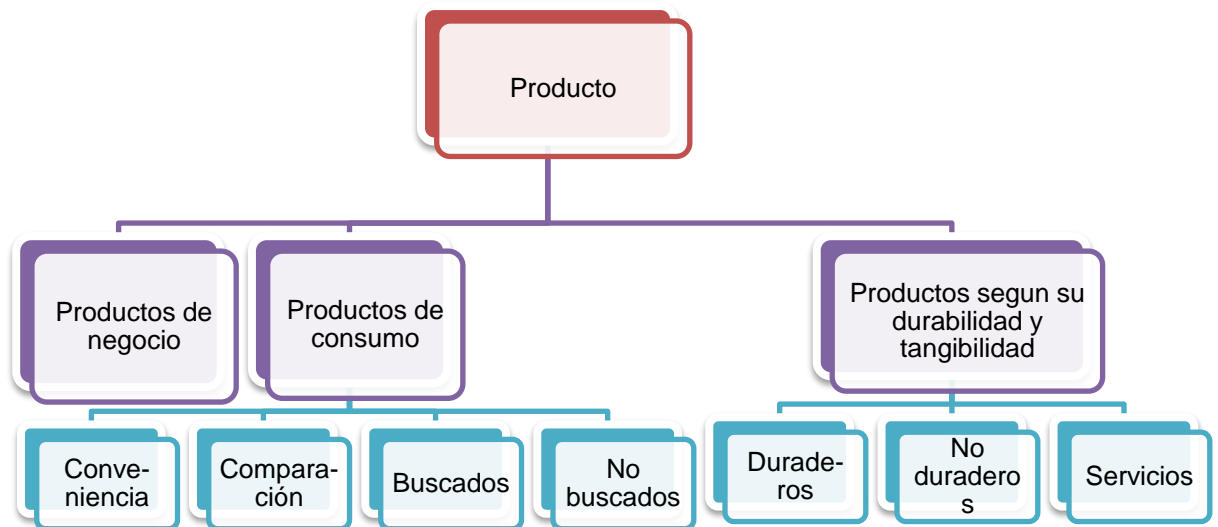 Producto
Productos de
negocio
Productos de
consumo
Productos segun su
durabilidad y
tangibilidad
Conve-
niencia
Compara-
ción
Buscados
No
buscados
Durade-
ros
No
duradero
s
Servicios